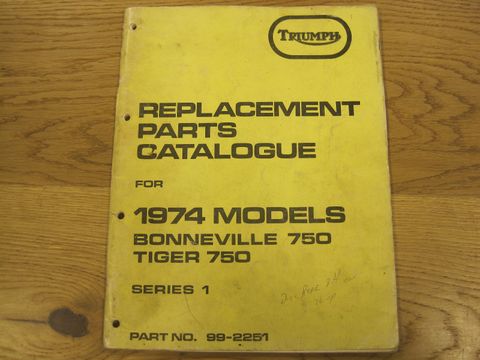 TRIUMPH
REPLACEMENT
PARTS
CATALOGUE
FOR
1974 MODELS
BONNEVILLE 750
TIGER 750
SERIES 1
PART NO. 99-2251